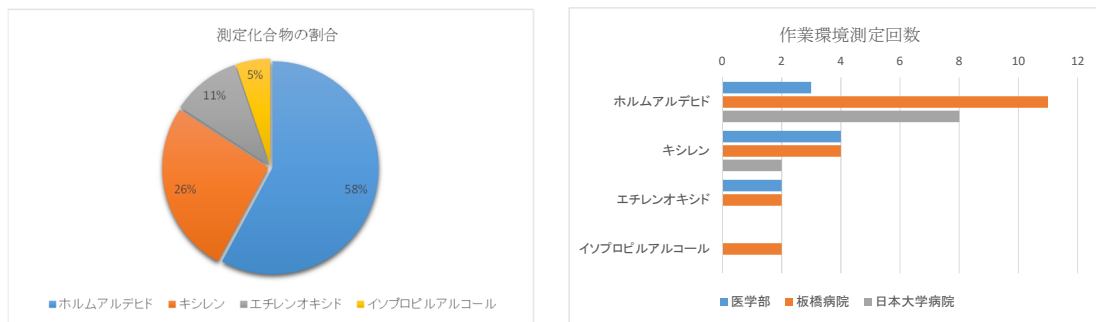 測定化合物の割合
5%
11%
26%
58%
ホルムアルデヒド キシレン エチレンオキシド イソプロピルアルコール
作業環境測定回数
0 2 4 6 8 10 12
ホルムアルデヒド
キシレン
エチレンオキシド
イソプロピルアルコール
医学部 板橋病院 日本大学病院